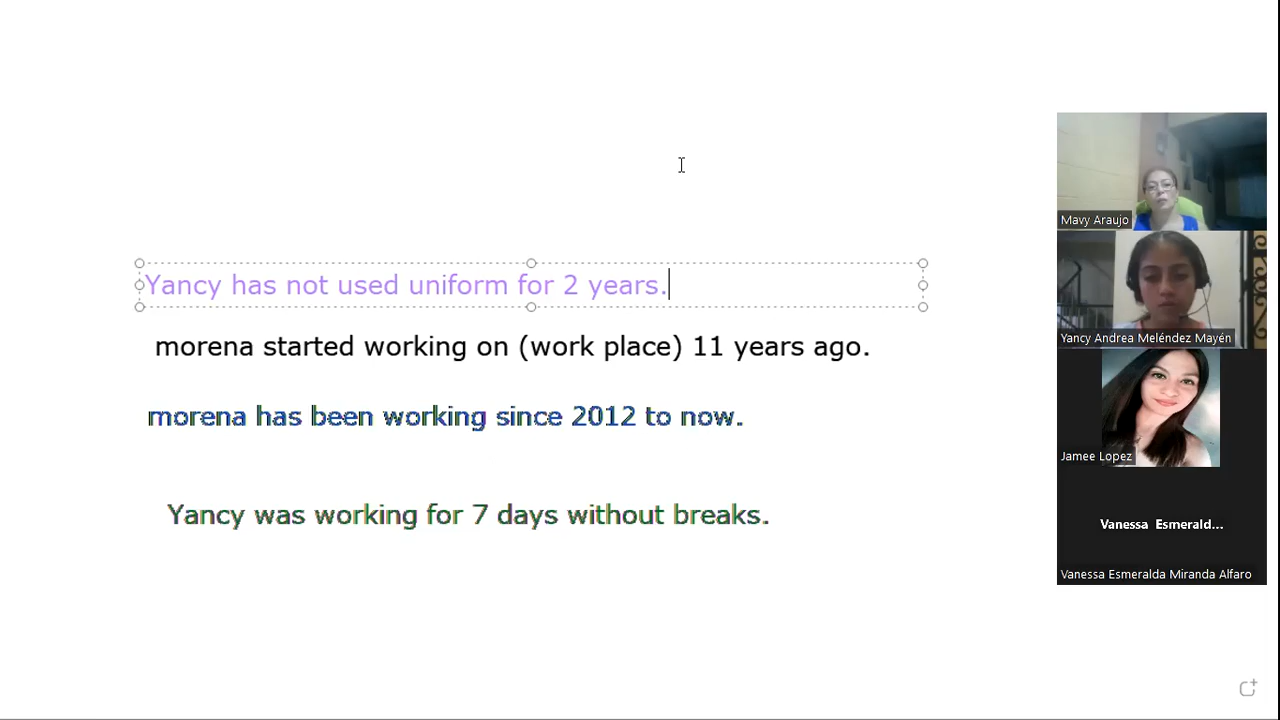 Yancy has not used uniform for 2 years.
morena started working on (work place) 11 years ago.
morena has been working since 2012 to now.
Yancy was working for 7 days without breaks.
Mavy Araujo
Yancy Andrea Meléndez Mayén
Jamee Lopez
Vanessa Esmerald...
Vanessa Esmeralda Miranda Alfaro